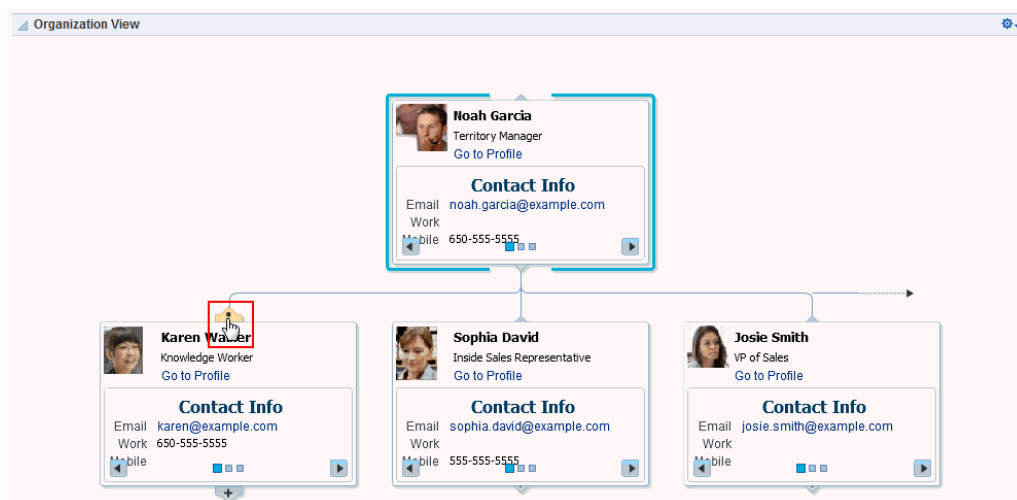 Organization View
Noah Garcia
Territory Manager
Go to Profile
Contact Info
Email noah.garcia@example.com
Work
Mobile 650-555-5555
Karen Walker
Knowledge Worker
Go to Profile
Contact Info
Email karen@example.com
Work 650-555-5555
Mobile
Sophia David
Inside Sales Representative
Go to Profile
Contact Info
Email sophia.david@example.com
Work
Mobile 555-555-5555
Josie Smith
VP of Sales
Go to Profile
Contact Info
Email josie.smith@example.com
Work
Mobile